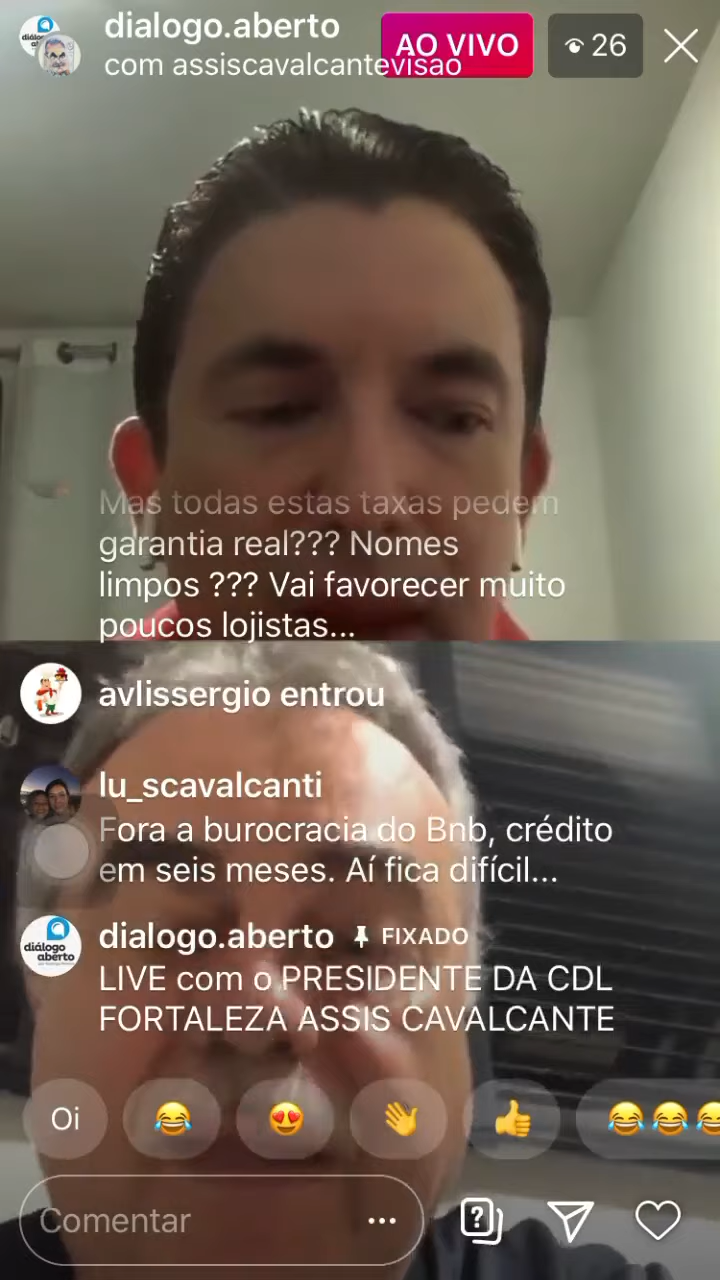 dialogo.aberto
com assiscavalcantevisao
AO VIVO
26
Mas todas estas taxas pedem
garantia real??? Nomes
limpos ??? Vai favorecer muito
poucos lojistas...
avlissergio entrou
lu_scavalcanti
Fora a burocracia do Bnb, crédito
em seis meses. Aí fica difícil...
diálogo
aberto
dialogo.aberto FIXADO
LIVE com o PRESIDENTE DA CDL
FORTALEZA ASSIS CAVALCANTE
Oi
Comentar